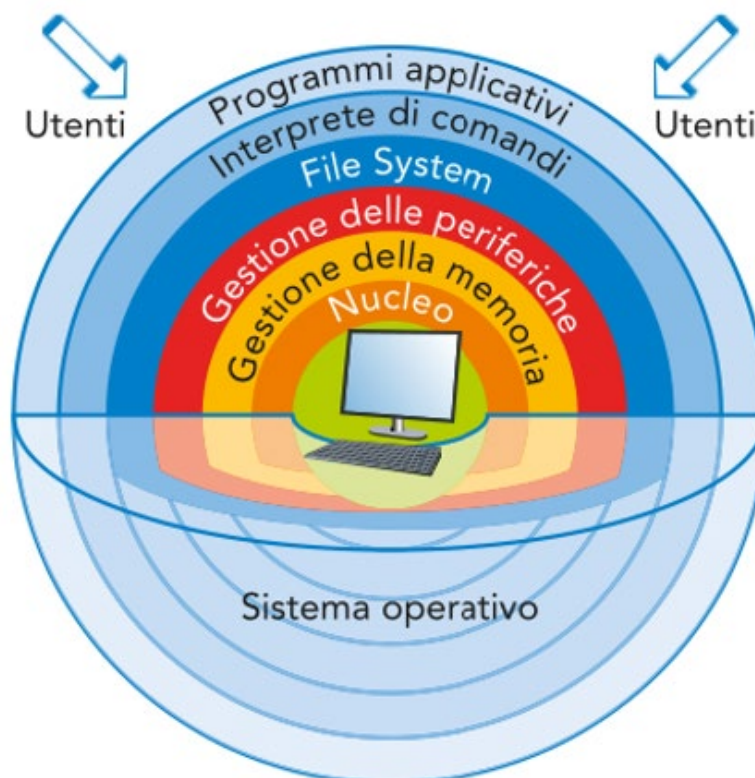 Utenti
Utenti
Programmi applicativi
Interprete di comandi
File System
Gestione delle periferiche
Gestione della memoria
Nucleo
Sistema operativo